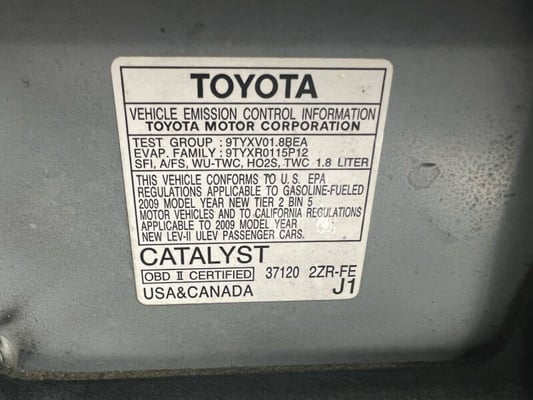 TOYOTA
VEHICLE EMISSION CONTROL INFORMATION
TOYOTA MOTOR CORPORATION
TEST GROUP : 9TYXV01.8BEA
EVAP. FAMILY : 9TYXR0115P12
SFI, A/FS, WU-TWC, HO2S, TWC 1.8 LITER
THIS VEHICLE CONFORMS TO U.S. EPA
REGULATIONS APPLICABLE TO GASOLINE-FUELED
2009 MODEL YEAR NEW TIER 2 BIN 5
MOTOR VEHICLES AND TO CALIFORNIA REGULATIONS
APPLICABLE TO 2009 MODEL YEAR
NEW LEV-II ULEV PASSENGER CARS.
CATALYST
OBD II CERTIFIED 37120 2ZR-FE
USA&CANADA J1